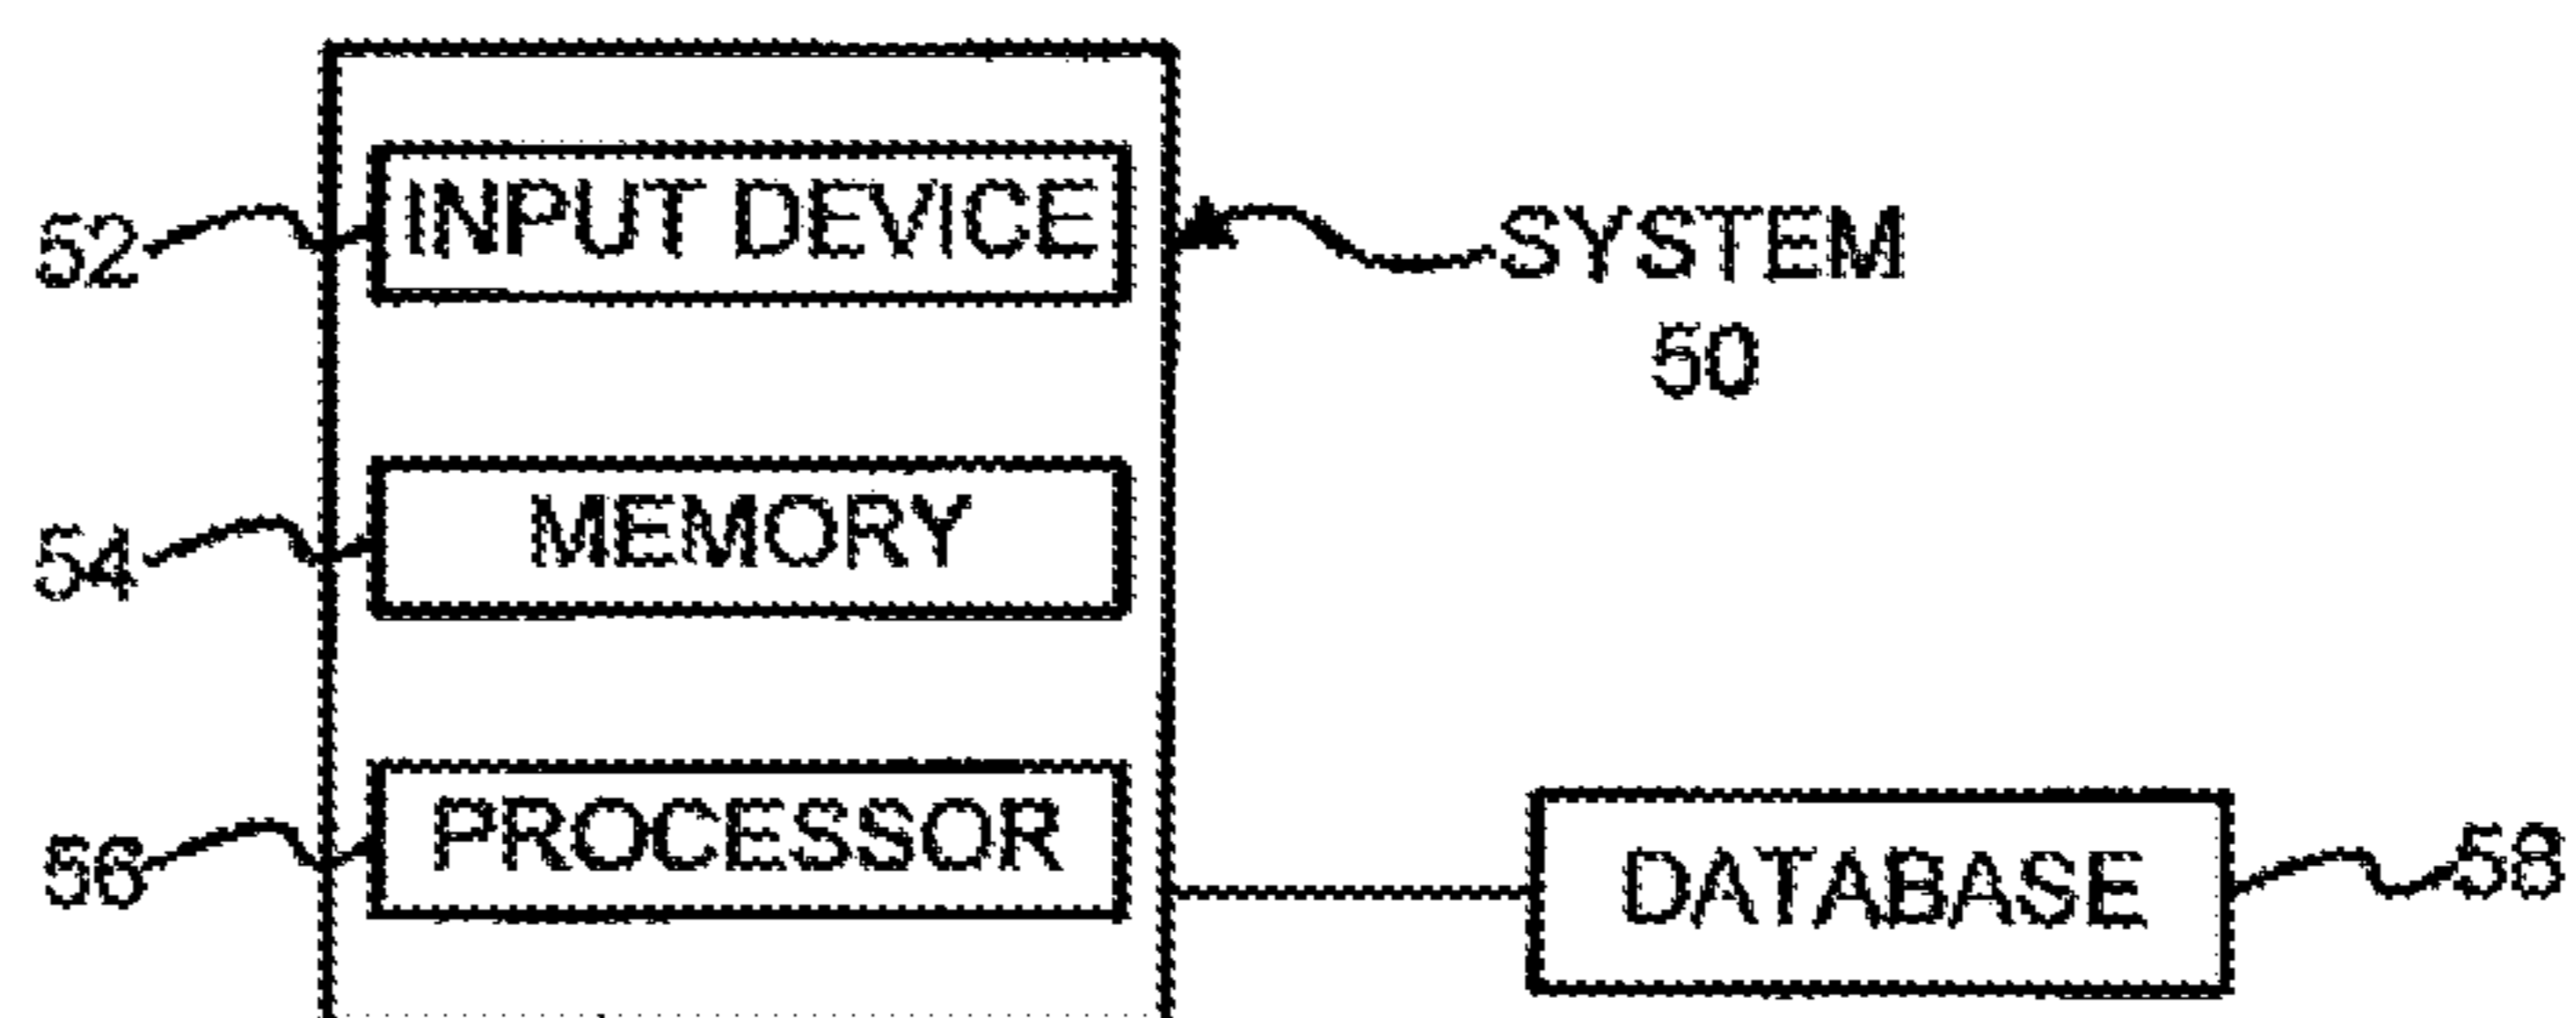 52
INPUT DEVICE
SYSTEM
50
54
MEMORY
56
PROCESSOR
DATABASE
58